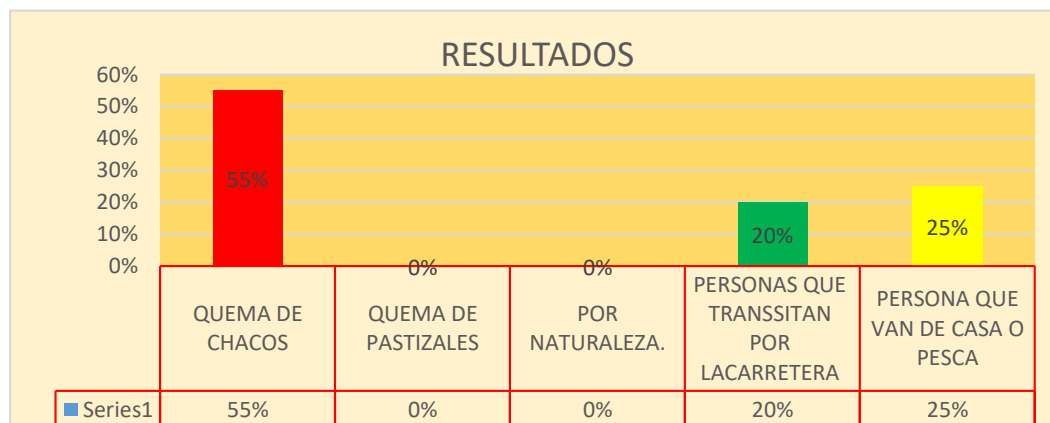 RESULTADOS
60%
50%
40%
30%
20%
10%
0%
55%
0%
0%
20%
25%
QUEMA DE
CHACOS
QUEMA DE
PASTIZALES
POR
NATURALEZA.
PERSONAS QUE
TRANSSITAN
POR
LACARRETERA
PERSONA QUE
VAN DE CASA O
PESCA
Series1 55% 0% 0% 20% 25%